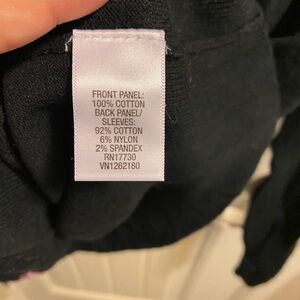 FRONT PANEL:
100% COTTON
BACK PANEL/
SLEEVES:
92% COTTON
6% NYLON
2% SPANDEX
RN17730
VN1262180